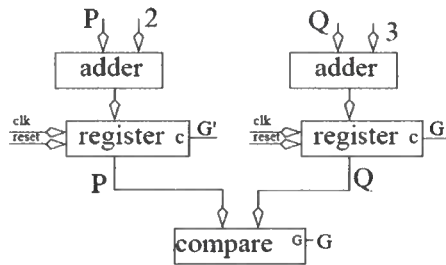 P 2 Q 3
adder adder
clk clk
reset register c G' reset register c G
P Q
compare G G